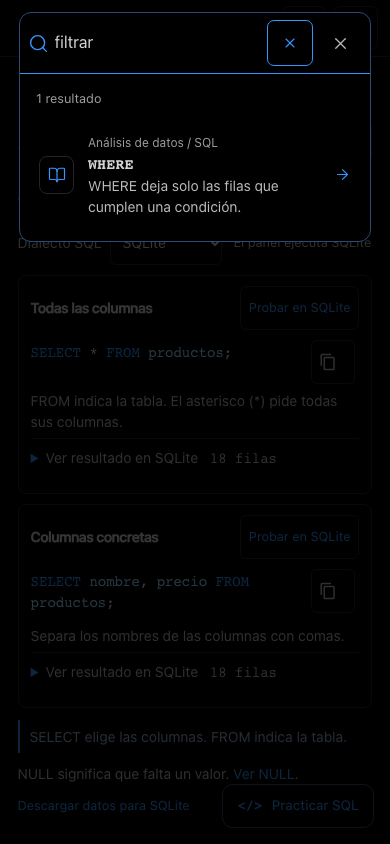 filtrar
1 resultado
Análisis de datos / SQL
WHERE
WHERE deja solo las filas que
cumplen una condición.
Dialecto SQL SQLite El panel ejecuta SQLite
Todas las columnas Probar en SQLite
SELECT * FROM productos;
FROM indica la tabla. El asterisco (*) pide todas
sus columnas.
Ver resultado en SQLite 18 filas
Columnas concretas Probar en SQLite
SELECT nombre, precio FROM
productos;
Separa los nombres de las columnas con comas.
Ver resultado en SQLite 18 filas
SELECT elige las columnas. FROM indica la tabla.
NULL significa que falta un valor. Ver NULL.
Descargar datos para SQLite </> Practicar SQL